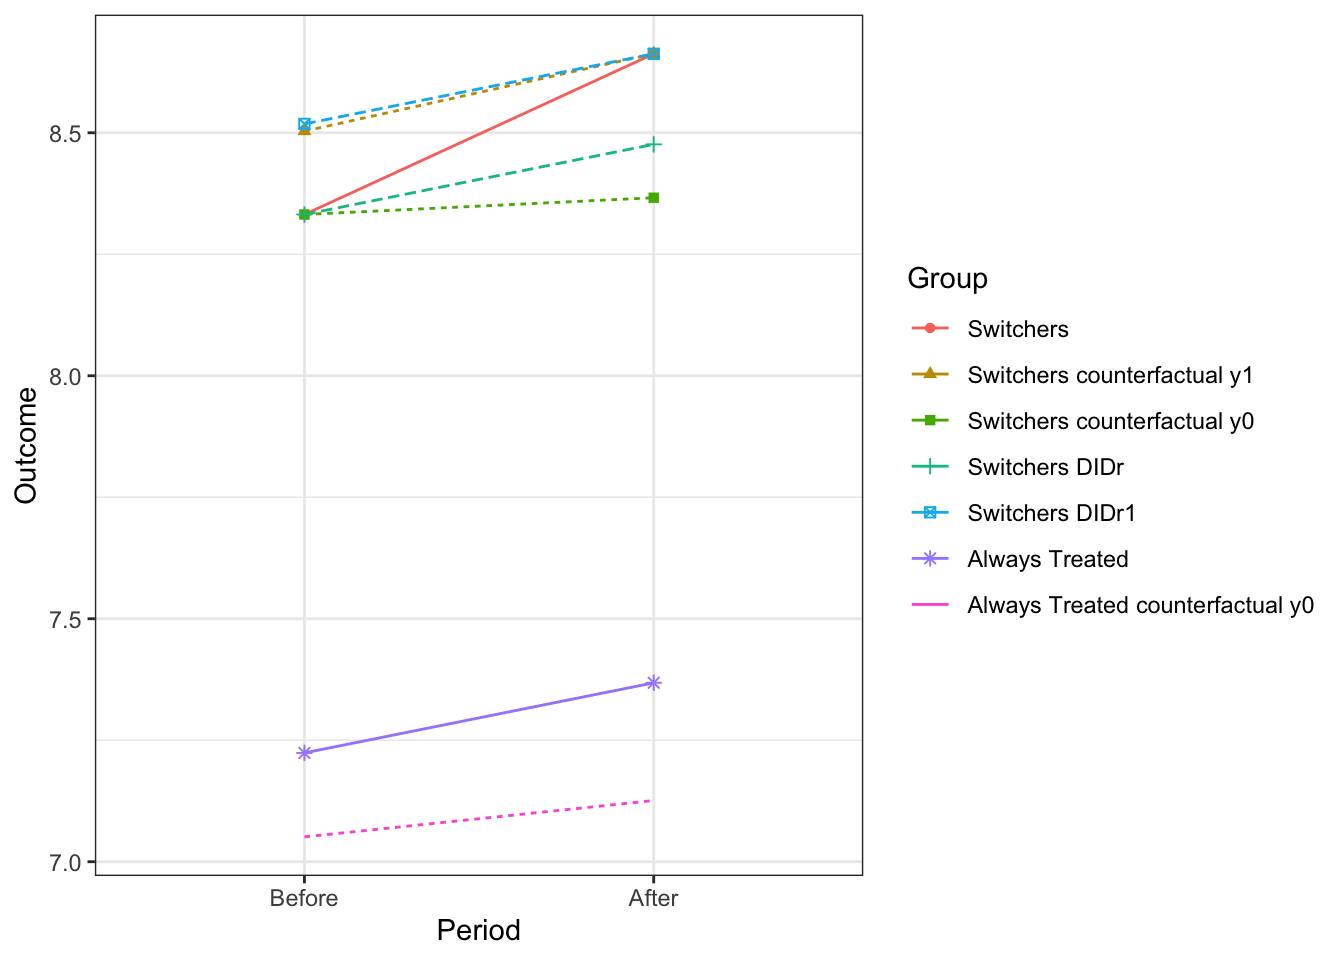 8.5
8.0
7.5
7.0
Outcome
Before
After
Period
Group
Switchers
Switchers counterfactual y1
Switchers counterfactual y0
Switchers DIDr
Switchers DIDr1
Always Treated
Always Treated counterfactual y0